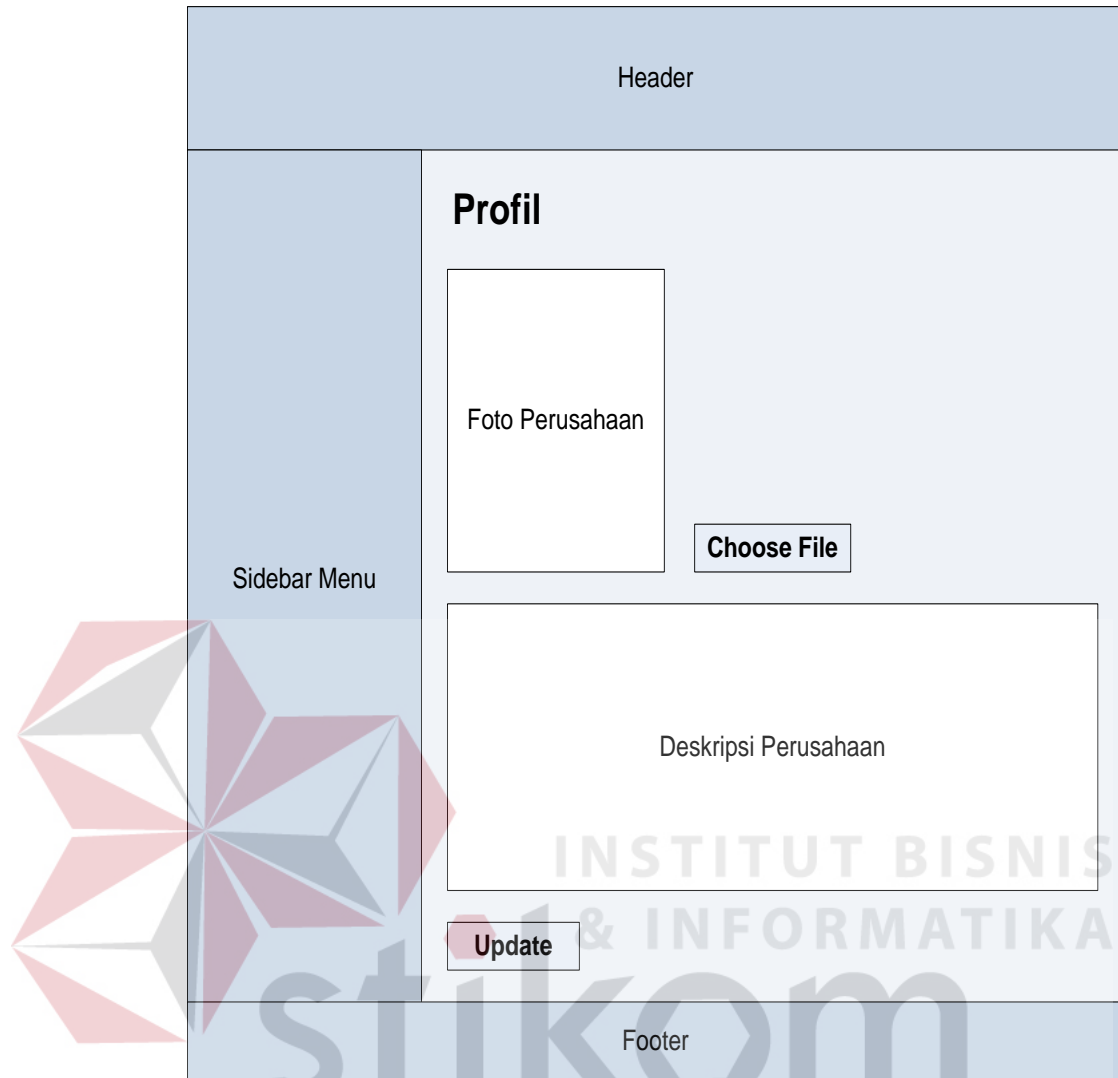 Header
Profil
Foto Perusahaan
Choose File
Sidebar Menu
Deskripsi Perusahaan
INSTITUT BISNIS
& INFORMATIKA
Update
stikom
Footer